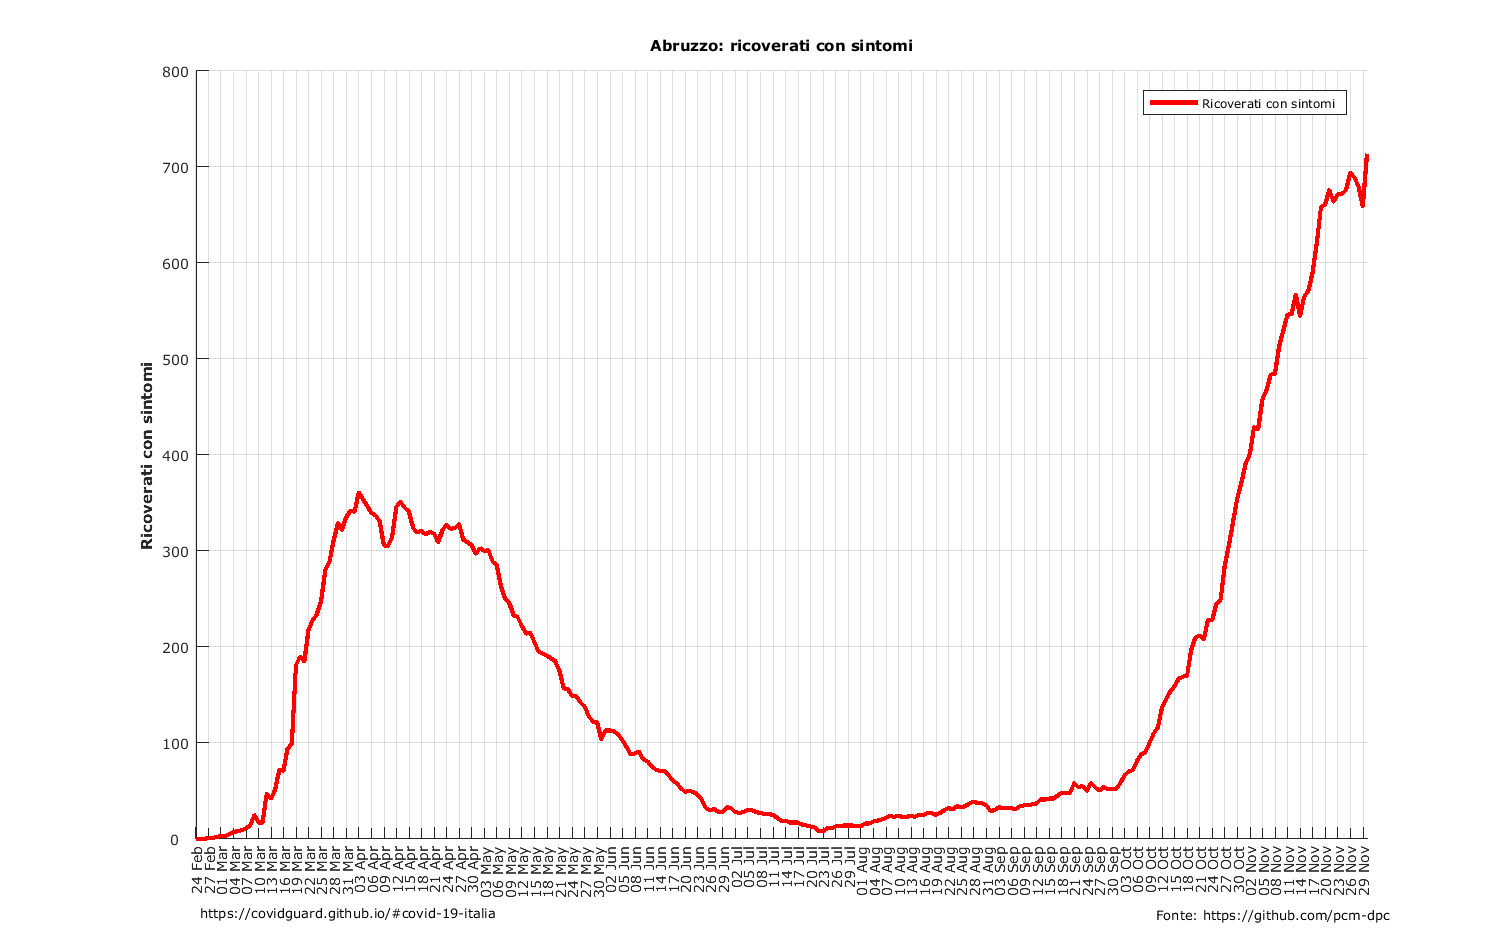 Abruzzo: ricoverati con sintomi
Ricoverati con sintomi
Ricoverati con sintomi
800
700
600
500
400
300
200
100
0
24 Feb
27 Feb
01 Mar
04 Mar
07 Mar
10 Mar
13 Mar
16 Mar
19 Mar
22 Mar
25 Mar
28 Mar
31 Mar
03 Apr
06 Apr
09 Apr
12 Apr
15 Apr
18 Apr
21 Apr
24 Apr
27 Apr
30 Apr
03 May
06 May
09 May
12 May
15 May
18 May
21 May
24 May
27 May
30 May
02 Jun
05 Jun
08 Jun
11 Jun
14 Jun
17 Jun
20 Jun
23 Jun
26 Jun
29 Jun
02 Jul
05 Jul
08 Jul
11 Jul
14 Jul
17 Jul
20 Jul
23 Jul
26 Jul
29 Jul
01 Aug
04 Aug
07 Aug
10 Aug
13 Aug
16 Aug
19 Aug
22 Aug
25 Aug
28 Aug
31 Aug
03 Sep
06 Sep
09 Sep
12 Sep
15 Sep
18 Sep
21 Sep
24 Sep
27 Sep
30 Sep
03 Oct
06 Oct
09 Oct
12 Oct
15 Oct
18 Oct
21 Oct
24 Oct
27 Oct
30 Oct
02 Nov
05 Nov
08 Nov
11 Nov
14 Nov
17 Nov
20 Nov
23 Nov
26 Nov
29 Nov
https://covidguard.github.io/#covid-19-italia
Fonte: https://github.com/pcm-dpc